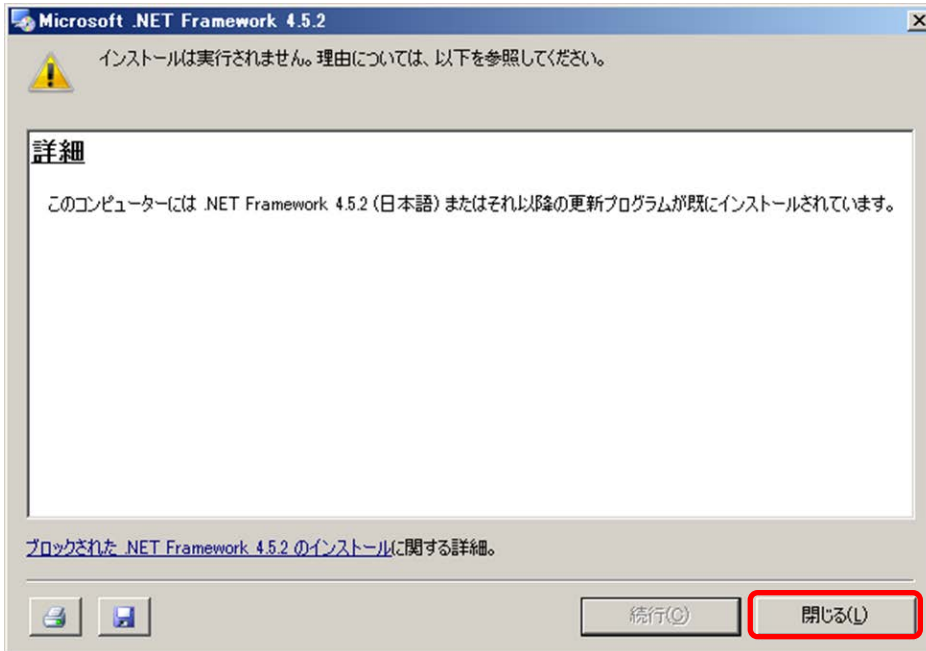 Microsoft .NET Framework 4.5.2
インストールは実行されません。理由については、以下を参照してください。
詳細
このコンピューターには .NET Framework 4.5.2 (日本語) またはそれ以降の更新プログラムが既にインストールされています。
ブロックされた .NET Framework 4.5.2 のインストールに関する詳細。
続行(C)
閉じる(L)